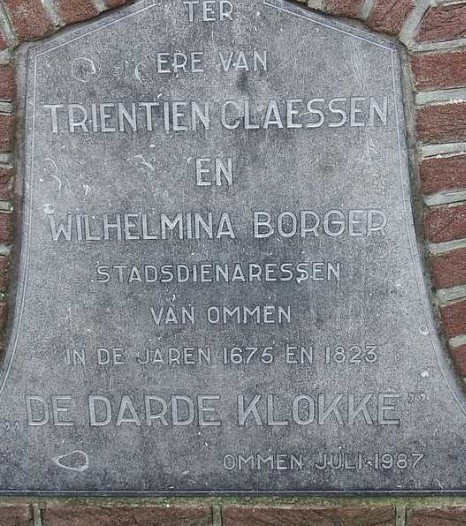 TER
ERE VAN
TRIENTIEN CLAESSEN
EN
WILHELMINA BORGER
STADSDIENARESSEN
VAN OMMEN
IN DE JAREN 1675 EN 1823
„DE DARDE KLOKKE"
OMMEN JULI-1987